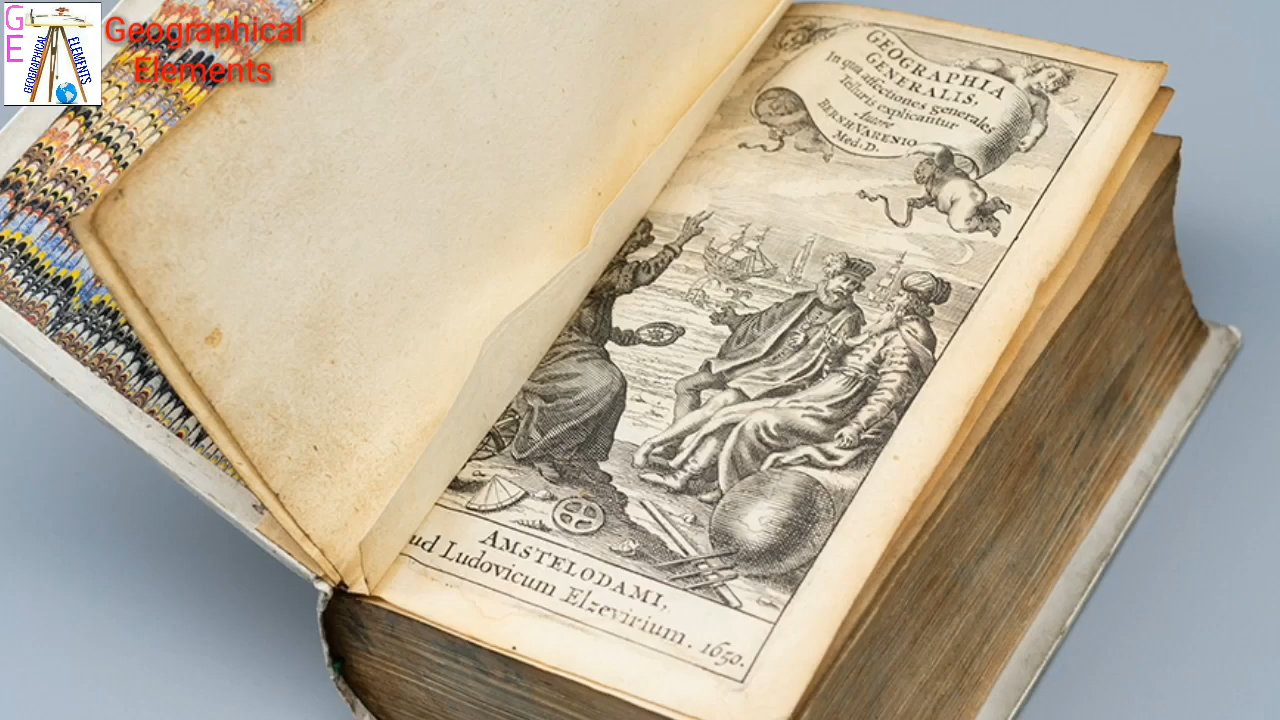 G
E
GEOGRAPHICAL
ELEMENTS
Geographical
Elements
GEOGRAPHIA
GENERALIS,
In qua affectiones generales
Telluris explicantur
Autore
BERNH. VARENIO
Med: D.
AMSTELODAMI,
ud Ludovicum Elzevirium. 1650.